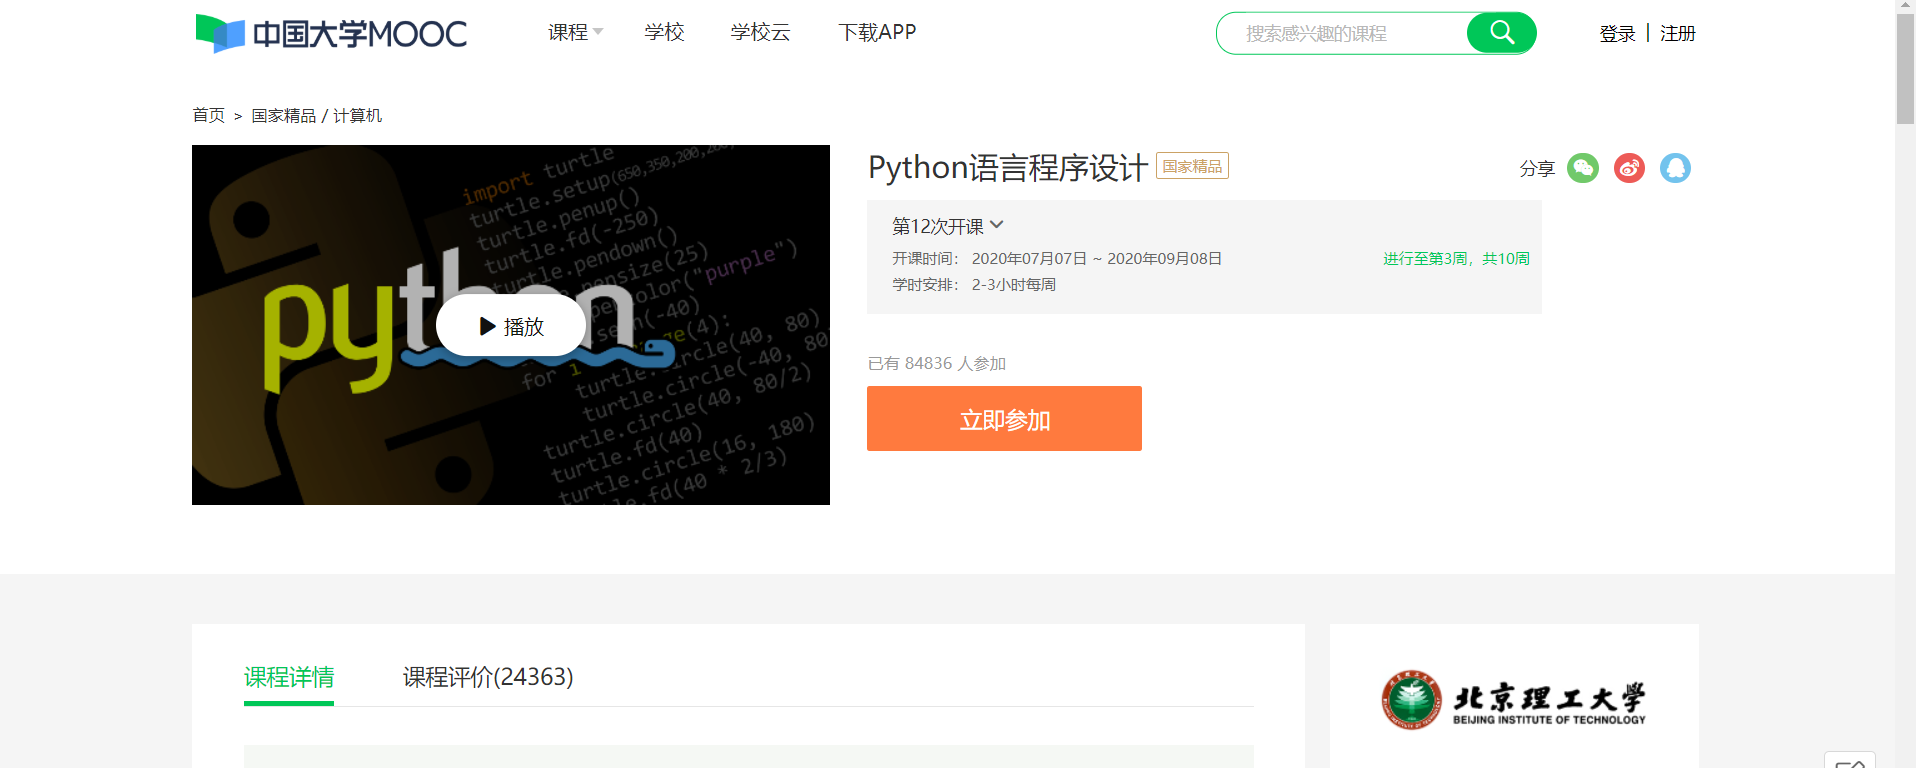 中国大学MOOC
课程 学校 学校云 下载APP
搜索感兴趣的课程
登录 | 注册
首页 > 国家精品 / 计算机
import turtle
turtle.setup(650,350,200,200)
turtle.penup()
turtle.fd(-250)
turtle.pendown()
pensize(25)
color("purple")
(-40)
(4):
for i
circle(40, 80)
turtle.circle(-40, 80
turtle.circle(40, 80/2)
turtle.fd(40)
turtle.circle(16, 180)
.fd(40 * 2/3)
python
播放
Python语言程序设计 国家精品
分享
第12次开课
开课时间： 2020年07月07日 ~ 2020年09月08日
进行至第3周，共10周
学时安排： 2-3小时每周
已有 84836 人参加
立即参加
课程详情 课程评价(24363)
北京理工大学
BEIJING INSTITUTE OF TECHNOLOGY